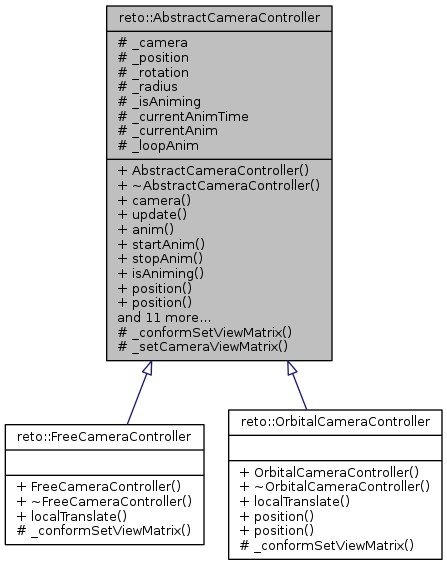 reto::AbstractCameraController
# _camera
# _position
# _rotation
# _radius
# _isAniming
# _currentAnimTime
# _currentAnim
# _loopAnim
+ AbstractCameraController()
+ ~AbstractCameraController()
+ camera()
+ update()
+ anim()
+ startAnim()
+ stopAnim()
+ isAniming()
+ position()
+ position()
and 11 more...
# _conformSetViewMatrix()
# _setCameraViewMatrix()
reto::FreeCameraController
+ FreeCameraController()
+ ~FreeCameraController()
+ localTranslate()
# _conformSetViewMatrix()
reto::OrbitalCameraController
+ OrbitalCameraController()
+ ~OrbitalCameraController()
+ localTranslate()
+ position()
+ position()
# _conformSetViewMatrix()